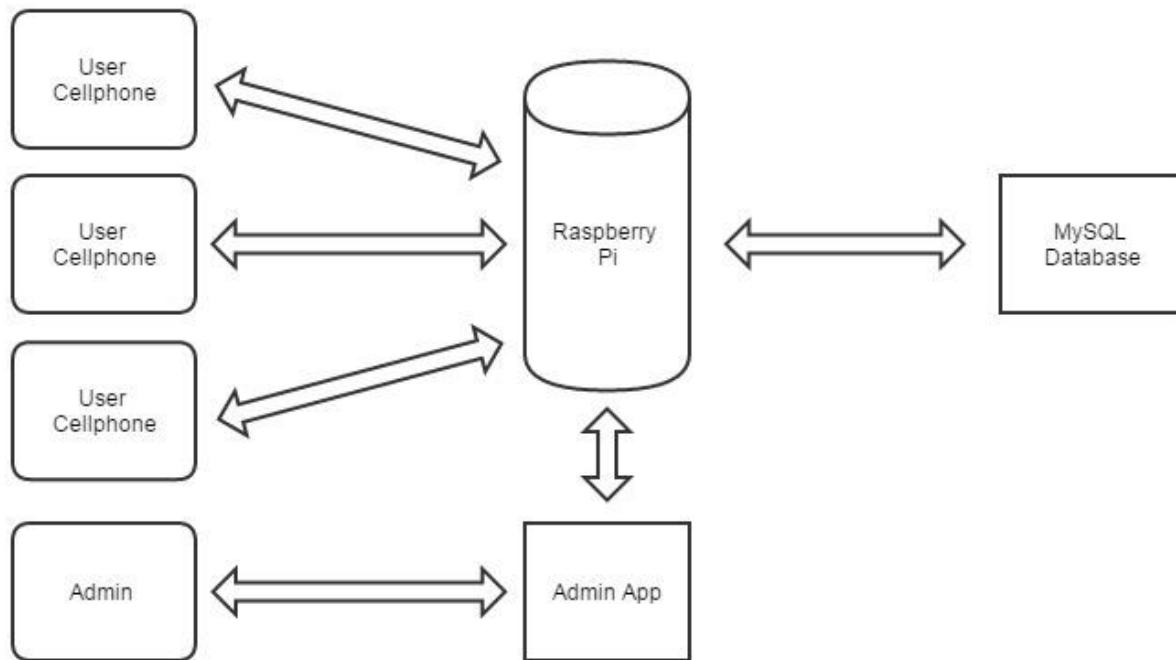 User
Cellphone
User
Cellphone
Raspberry
Pi
MySQL
Database
User
Cellphone
Admin
Admin App